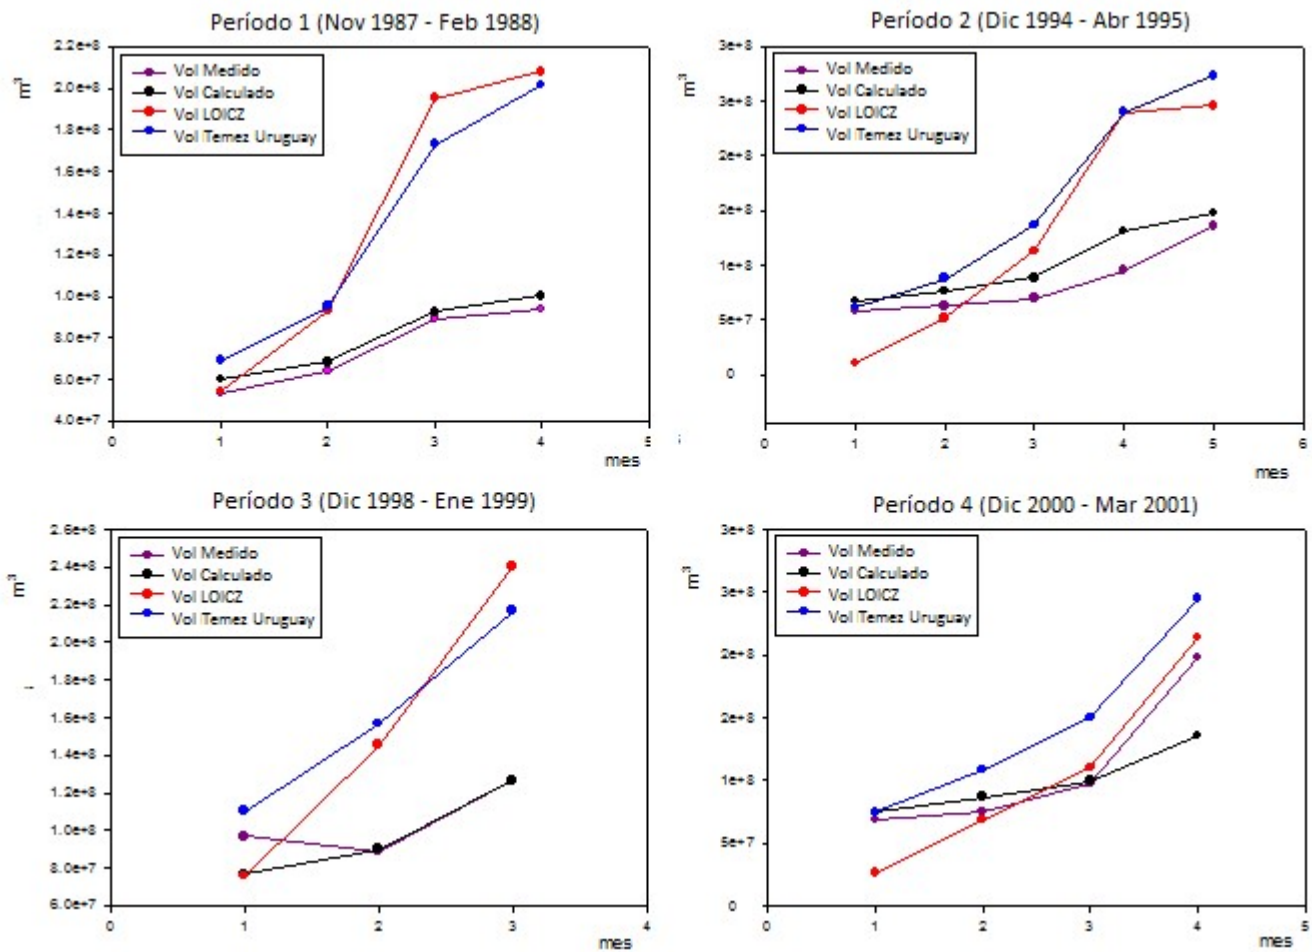 Período 1 (Nov 1987 - Feb 1988)
m³
2.2e+8
2.0e+8
1.8e+8
1.6e+8
1.4e+8
1.2e+8
1.0e+8
8.0e+7
6.0e+7
4.0e+7
Vol Medido
Vol Calculado
Vol LOICZ
Vol Temez Uruguay
0 1 2 3 4 5
mes
Período 2 (Dic 1994 - Abr 1995)
m³
3e+8
3e+8
2e+8
2e+8
1e+8
5e+7
0
Vol Medido
Vol Calculado
Vol LOICZ
Vol Temez Uruguay
0 1 2 3 4 5 6
mes
Período 3 (Dic 1998 - Ene 1999)
m³
2.6e+8
2.4e+8
2.2e+8
2.0e+8
1.8e+8
1.6e+8
1.4e+8
1.2e+8
1.0e+8
8.0e+7
6.0e+7
Vol Medido
Vol Calculado
Vol LOICZ
Vol Temez Uruguay
0 1 2 3 4
mes
Período 4 (Dic 2000 - Mar 2001)
m³
3e+8
3e+8
2e+8
2e+8
1e+8
5e+7
0
Vol Medido
Vol Calculado
Vol LOICZ
Vol Temez Uruguay
0 1 2 3 4 5
mes